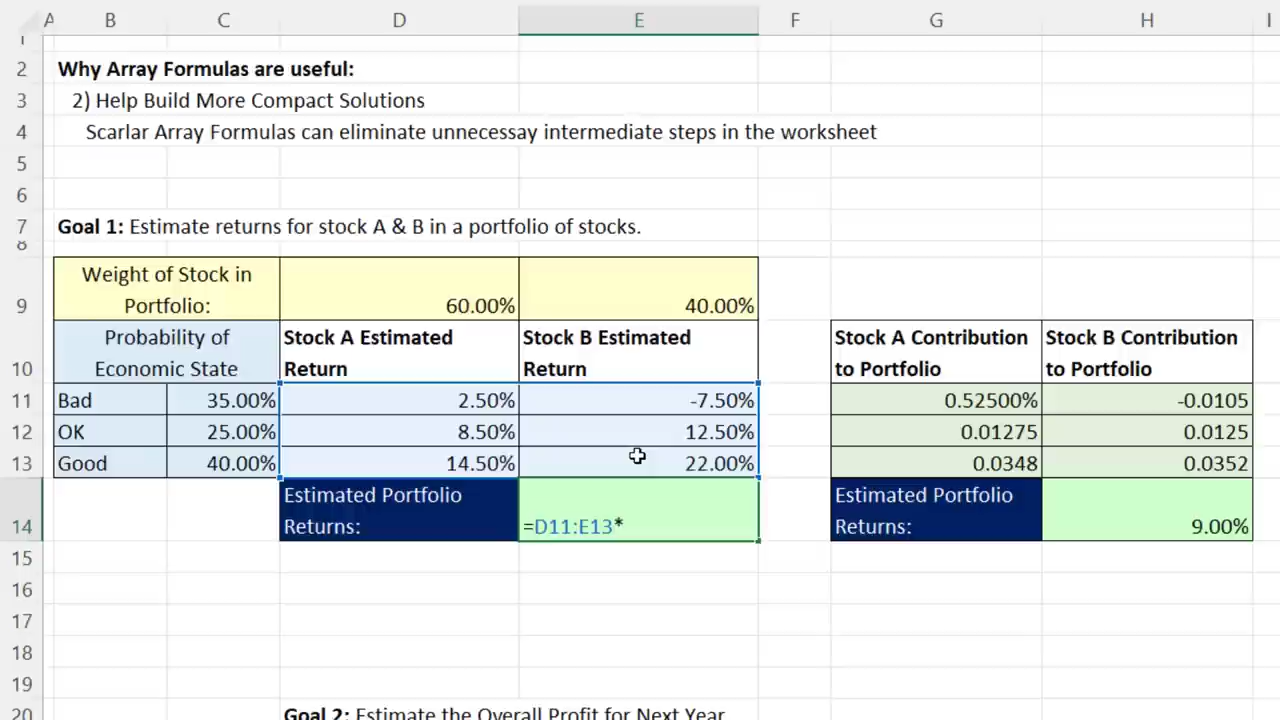 A B C D E F G H I
1
2 Why Array Formulas are useful:
3 2) Help Build More Compact Solutions
4 Scarlar Array Formulas can eliminate unnecessay intermediate steps in the worksheet
5
6
7 Goal 1: Estimate returns for stock A & B in a portfolio of stocks.
8
Weight of Stock in
9 Portfolio: 60.00% 40.00%
Probability of Stock A Estimated Stock B Estimated Stock A Contribution Stock B Contribution
10 Economic State Return Return to Portfolio to Portfolio
11 Bad 35.00% 2.50% -7.50% 0.52500% -0.0105
12 OK 25.00% 8.50% 12.50% 0.01275 0.0125
13 Good 40.00% 14.50% 22.00% 0.0348 0.0352
Estimated Portfolio Estimated Portfolio
14 Returns: =D11:E13* Returns: 9.00%
15
16
17
18
19
20 Goal 2: Estimate the Overall Profit for Next Year